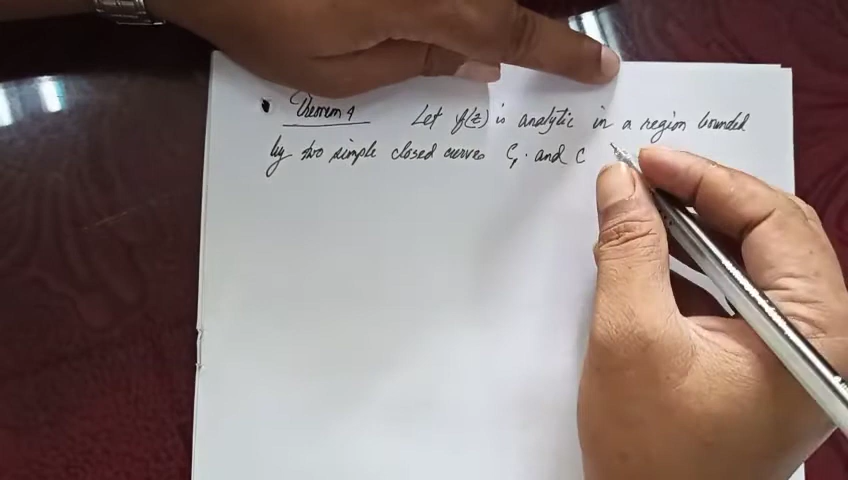 Theorem 4 Let f(z) is analytic in a region bounded
by two simple closed curves C₁ and C